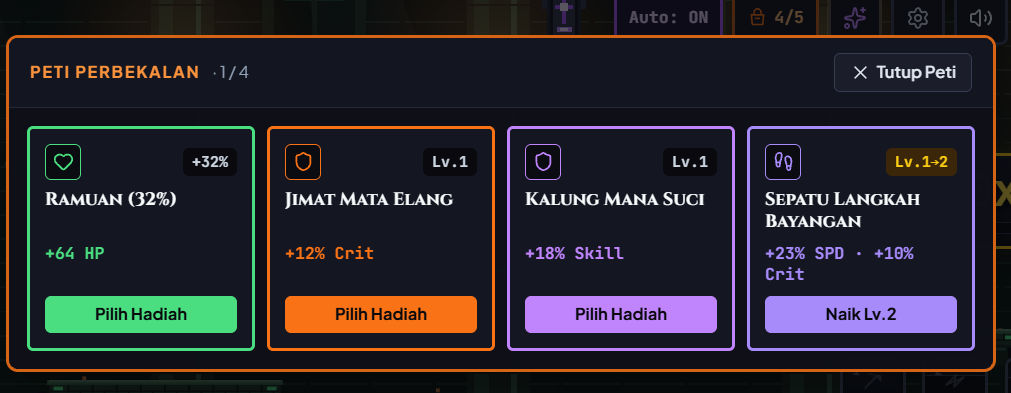 Auto: ON
4/5
PETI PERBEKALAN · 1/4
Tutup Peti
+32%
Ramuan (32%)
+64 HP
Pilih Hadiah
Lv.1
Jimat Mata Elang
+12% Crit
Pilih Hadiah
Lv.1
Kalung Mana Suci
+18% Skill
Pilih Hadiah
Lv.1→2
Sepatu Langkah
Bayangan
+23% SPD · +10%
Crit
Naik Lv.2